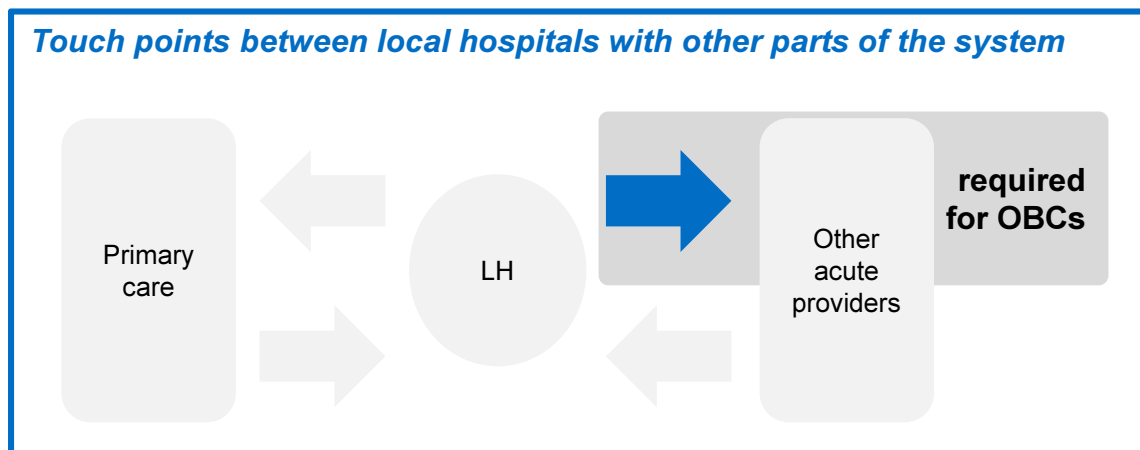 Touch points between local hospitals with other parts of the system
Primary
care
LH
Other
acute
providers
required
for OBCs